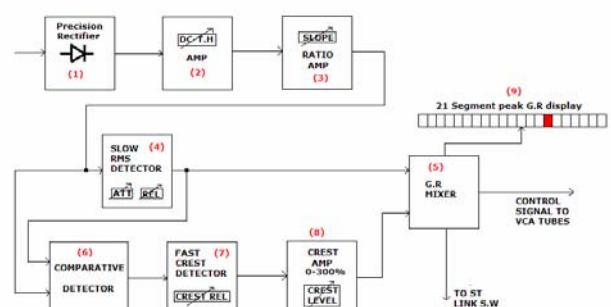 Precision
Rectifier
(1)
DC-T.H
AMP
(2)
SLOPE
RATIO
AMP
(3)
(9)
21 Segment peak G.R display
SLOW (4)
RMS
DETECTOR
ATT REL
(5)
G.R
MIXER
CONTROL
SIGNAL TO
VCA TUBES
(6)
COMPARATIVE
DETECTOR
FAST (7)
CREST
DETECTOR
CREST REL
(8)
CREST
AMP
0-300%
CREST
LEVEL
TO ST
LINK S.W